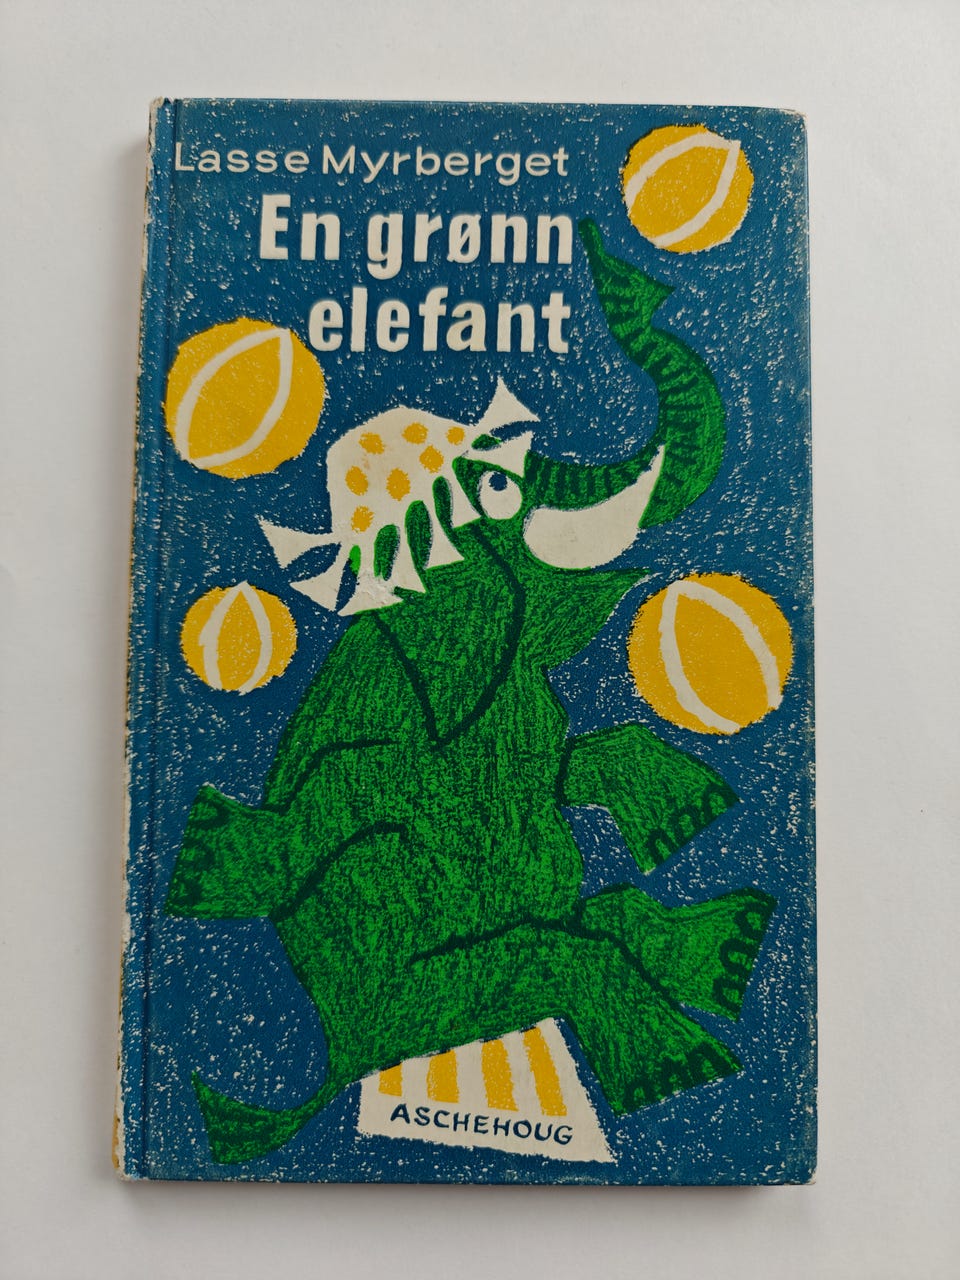 Lasse Myrberget
En grønn
elefant
ASCHEHOUG